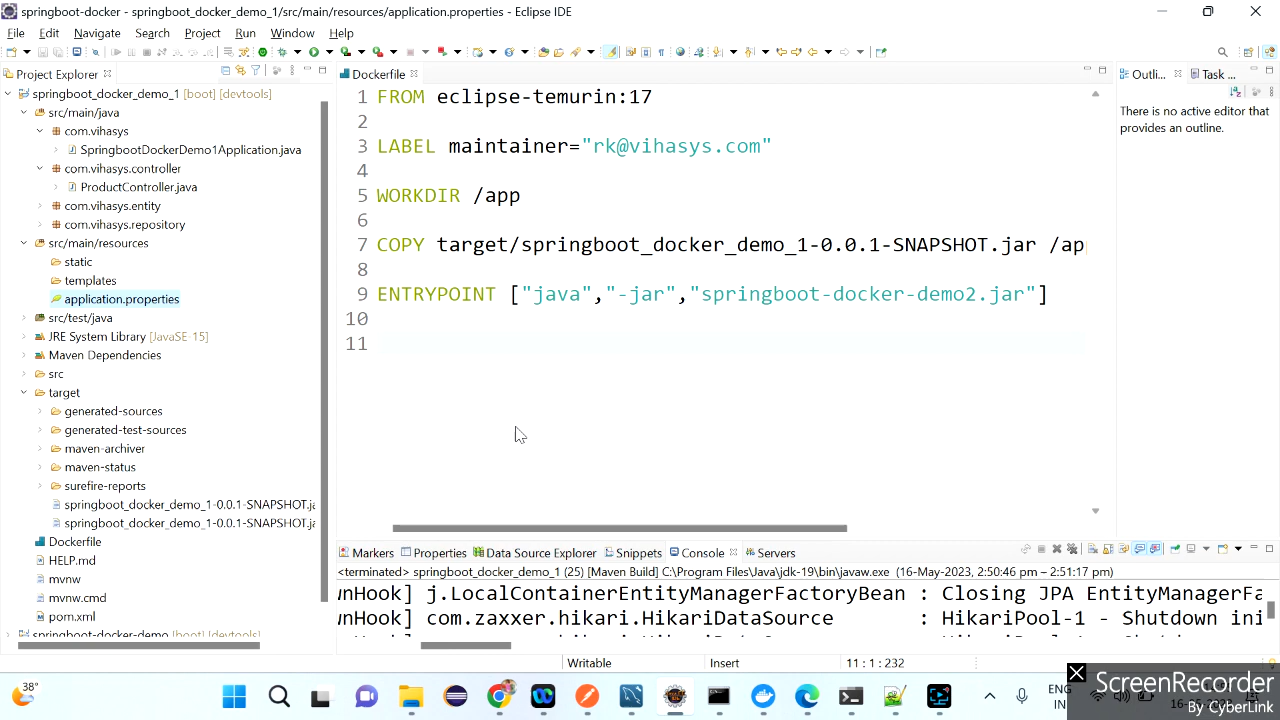 springboot-docker - springboot_docker_demo_1/src/main/resources/application.properties - Eclipse IDE
File Edit Navigate Search Project Run Window Help
Project Explorer
springboot_docker_demo_1 [boot] [devtools]
src/main/java
com.vihasys
SpringbootDockerDemo1Application.java
com.vihasys.controller
ProductController.java
com.vihasys.entity
com.vihasys.repository
src/main/resources
static
templates
application.properties
src/test/java
JRE System Library [JavaSE-15]
Maven Dependencies
src
target
generated-sources
generated-test-sources
maven-archiver
maven-status
surefire-reports
springboot_docker_demo_1-0.0.1-SNAPSHOT.ja
springboot_docker_demo_1-0.0.1-SNAPSHOT.ja
Dockerfile
HELP.md
mvnw
mvnw.cmd
pom.xml
springboot-docker-demo [boot] [devtools]
Dockerfile
1 FROM eclipse-temurin:17
2
3 LABEL maintainer="rk@vihasys.com"
4
5 WORKDIR /app
6
7 COPY target/springboot_docker_demo_1-0.0.1-SNAPSHOT.jar /app
8
9 ENTRYPOINT ["java","-jar","springboot-docker-demo2.jar"]
10
11
Outli... Task ...
There is no active editor that
provides an outline.
Markers Properties Data Source Explorer Snippets Console Servers
<terminated> springboot_docker_demo_1 (25) [Maven Build] C:\Program Files\Java\jdk-19\bin\javaw.exe (16-May-2023, 2:50:46 pm – 2:51:17 pm)
wnHook] j.LocalContainerEntityManagerFactoryBean : Closing JPA EntityManagerFa
wnHook] com.zaxxer.hikari.HikariDataSource : HikariPool-1 - Shutdown ini
Writable Insert 11 : 1 : 232
38°
ENG
IN
ScreenRecorder
By CyberLink